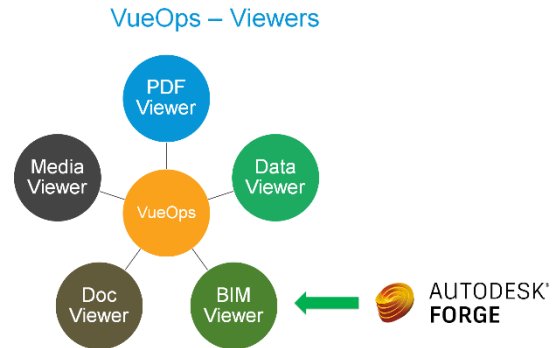 VueOps – Viewers
PDF
Viewer
Media
Viewer
Data
Viewer
VueOps
Doc
Viewer
BIM
Viewer
AUTODESK®
FORGE